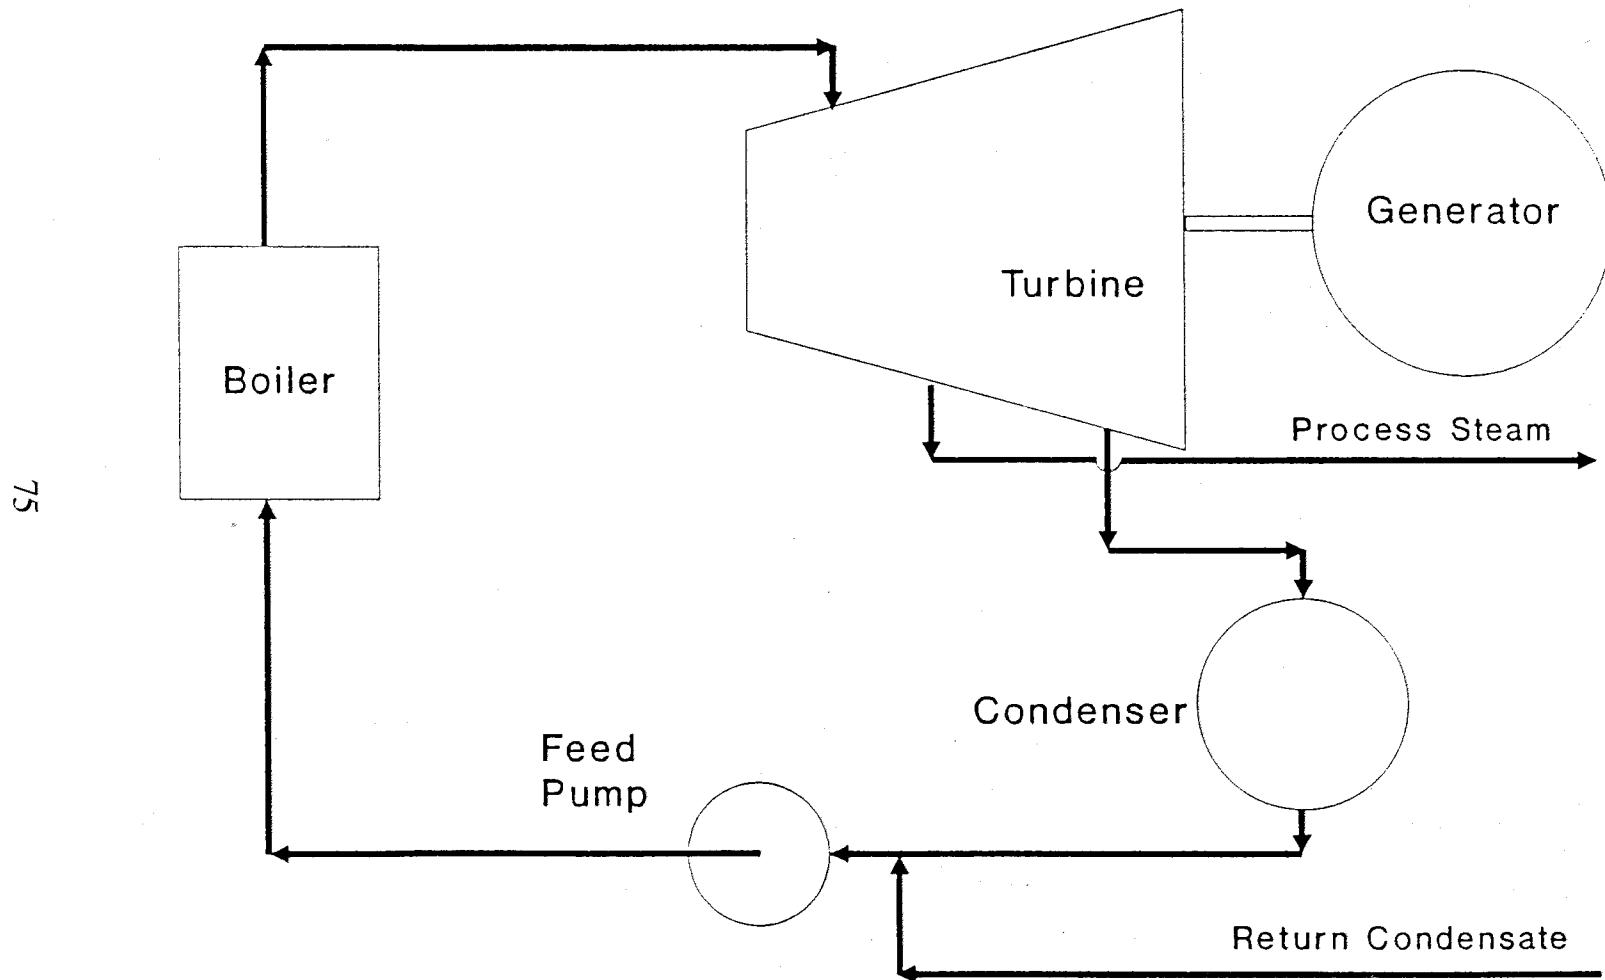 Generator
Turbine
Boiler
Process Steam
75
Condenser
Feed
Pump
Return Condensate